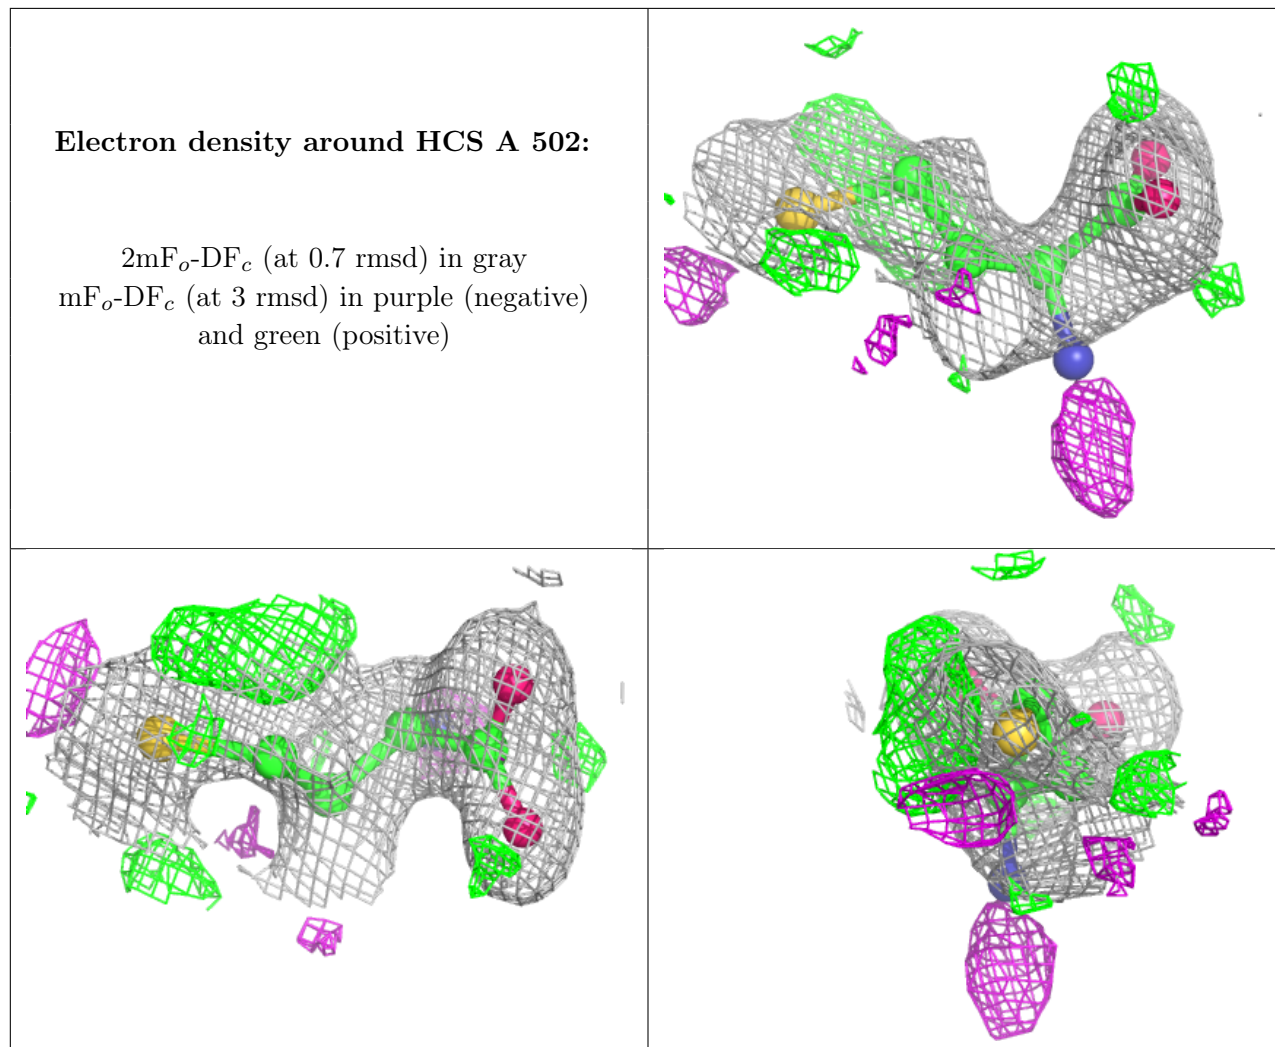 Electron density around HCS A 502:
2mFo-DFc (at 0.7 rmsd) in gray
mFo-DFc (at 3 rmsd) in purple (negative)
and green (positive)